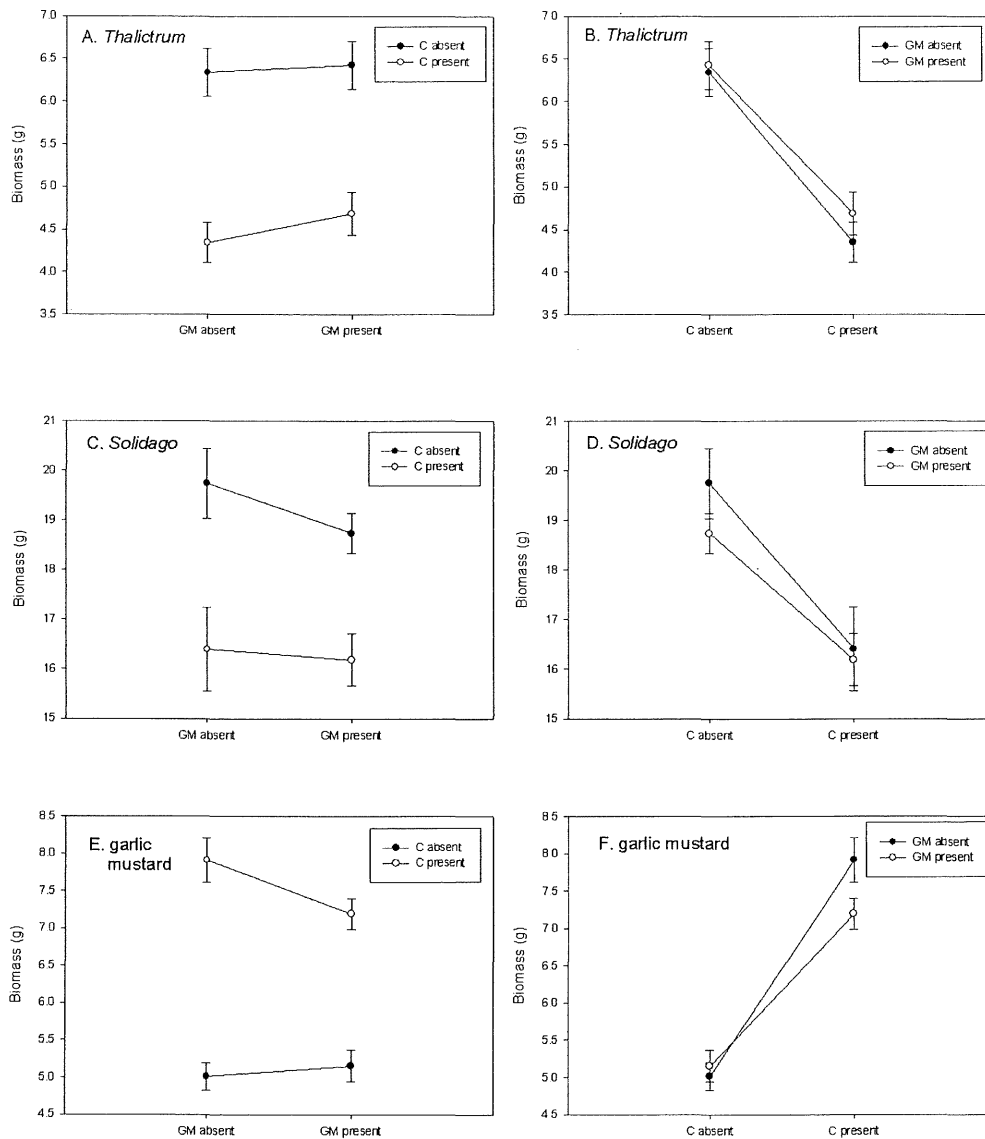 A. Thalictrum
C absent
C present
Biomass (g)
7.0
6.5
6.0
5.5
5.0
4.5
4.0
3.5
GM absent
GM present
B. Thalictrum
GM absent
GM present
Biomass (g)
7.0
6.5
6.0
5.5
5.0
4.5
4.0
3.5
C absent
C present
C. Solidago
C absent
C present
Biomass (g)
21
20
19
18
17
16
15
GM absent
GM present
D. Solidago
GM absent
GM present
Biomass (g)
21
20
19
18
17
16
15
C absent
C present
E. garlic
mustard
C absent
C present
Biomass (g)
8.5
8.0
7.5
7.0
6.5
6.0
5.5
5.0
4.5
GM absent
GM present
F. garlic mustard
GM absent
GM present
Biomass (g)
8.5
8.0
7.5
7.0
6.5
6.0
5.5
5.0
4.5
C absent
C present